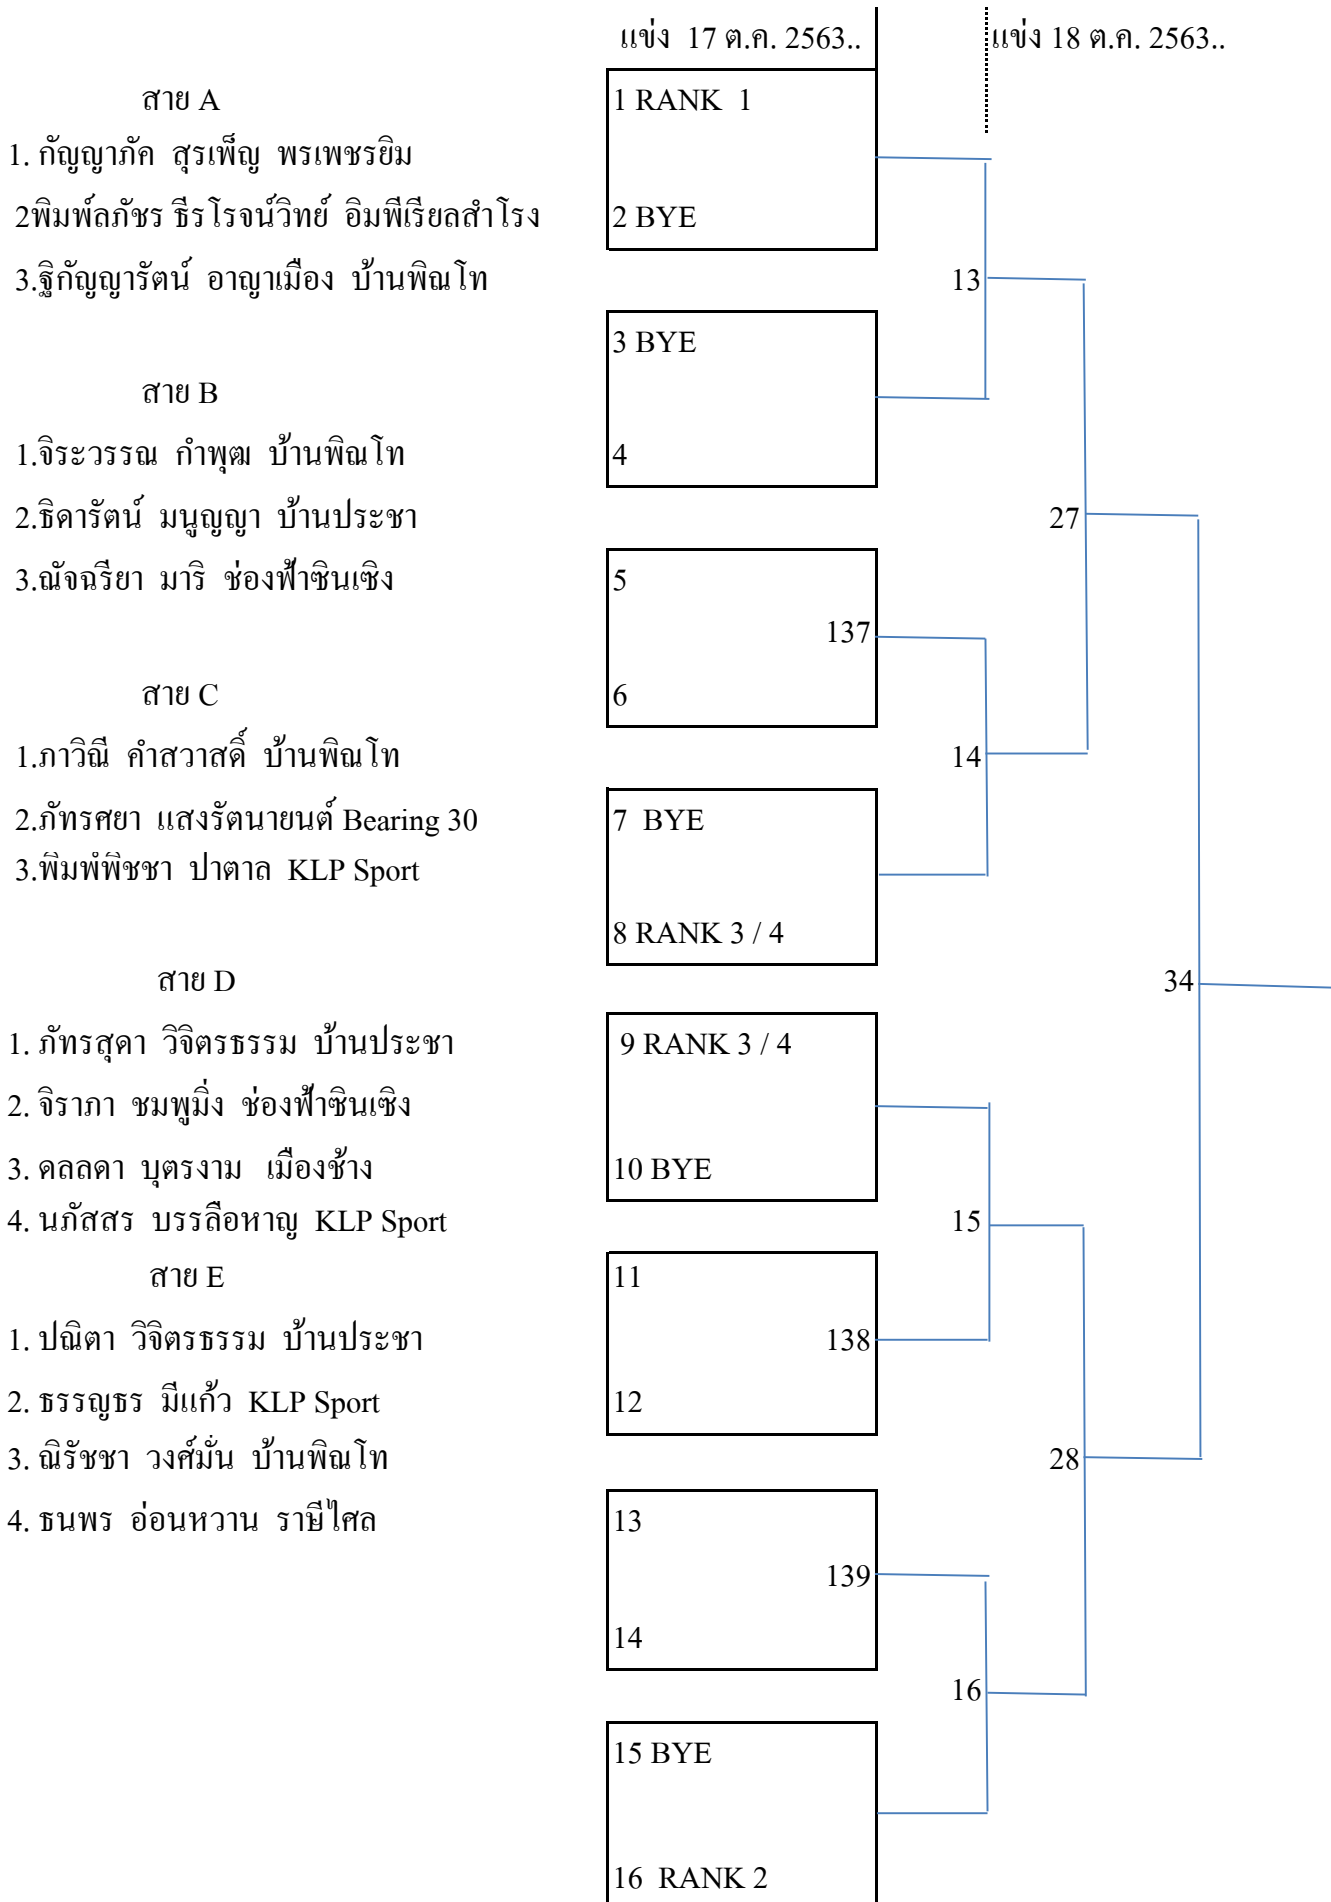 แข่ง 17 ต.ค. 2563..
แข่ง 18 ต.ค. 2563..
สาย A
1. กัญญาภัค สุรเพ็ญ พรเพชรยิม
2พิมพ์ลภัชร ธีรโรจน์วิทย์ อิมพีเรียลสำโรง
3.ฐิกัญญารัตน์ อาญาเมือง บ้านพิณโท
สาย B
1.จิระวรรณ กำพุฒ บ้านพิณโท
2.ธิดารัตน์ มนูญญา บ้านประชา
3.ณัจฉรียา มาริ ช่องฟ้าซินเซิง
สาย C
1.ภาวิณี คำสวาสดิ์ บ้านพิณโท
2.ภัทรศยา แสงรัตนายนต์ Bearing 30
3.พิมพ์พิชชา ปาตาล KLP Sport
สาย D
1. ภัทรสุดา วิจิตรธรรม บ้านประชา
2. จิราภา ชมพูมิ่ง ช่องฟ้าซินเซิง
3. ดลลดา บุตรงาม เมืองช้าง
4. นภัสสร บรรลือหาญ KLP Sport
สาย E
1. ปณิตา วิจิตรธรรม บ้านประชา
2. ธรรญธร มีแก้ว KLP Sport
3. ณิรัชชา วงศ์มั่น บ้านพิณโท
4. ธนพร อ่อนหวาน ราษีไศล
1 RANK 1
2 BYE
3 BYE
4
5
137
6
7 BYE
8 RANK 3 / 4
9 RANK 3 / 4
10 BYE
11
138
12
13
139
14
15 BYE
16 RANK 2
13
14
15
16
27
28
34